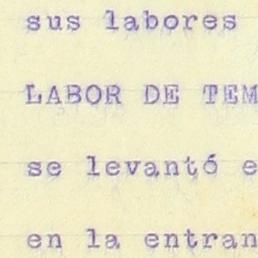 sus labores
LABOR DE TEM
se levantó e
en la entran